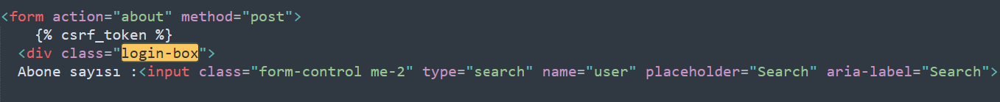 <form action="about" method="post">
{% csrf_token %}
<div class="login-box">
Abone sayısı :<input class="form-control me-2" type="search" name="user" placeholder="Search" aria-label="Search">